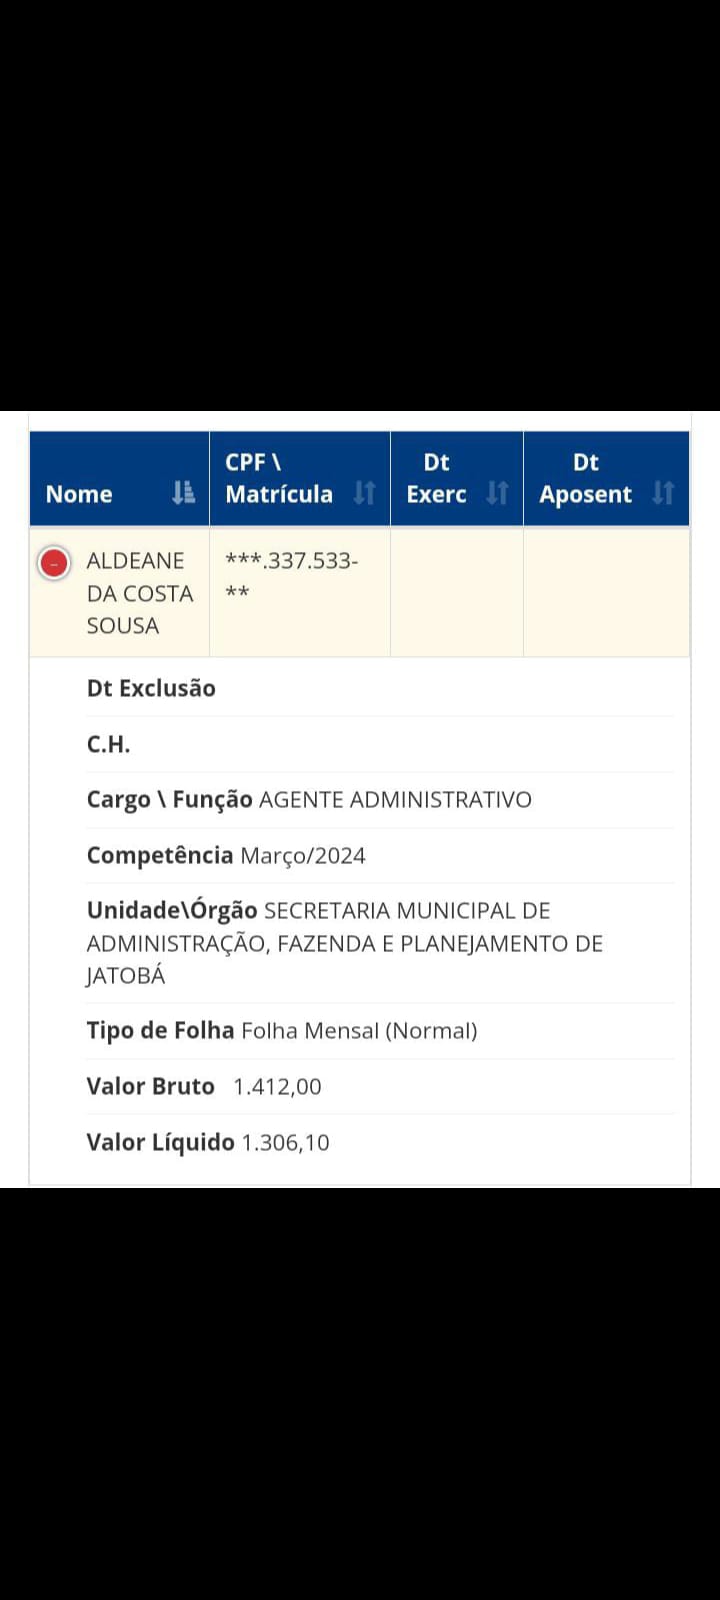 Nome
CPF \
Matrícula
Dt
Exerc
Dt
Aposent
ALDEANE
DA COSTA
SOUSA
***.337.533-
**
Dt Exclusão
C.H.
Cargo \ Função AGENTE ADMINISTRATIVO
Competência Março/2024
Unidade\Órgão SECRETARIA MUNICIPAL DE
ADMINISTRAÇÃO, FAZENDA E PLANEJAMENTO DE
JATOBÁ
Tipo de Folha Folha Mensal (Normal)
Valor Bruto 1.412,00
Valor Líquido 1.306,10